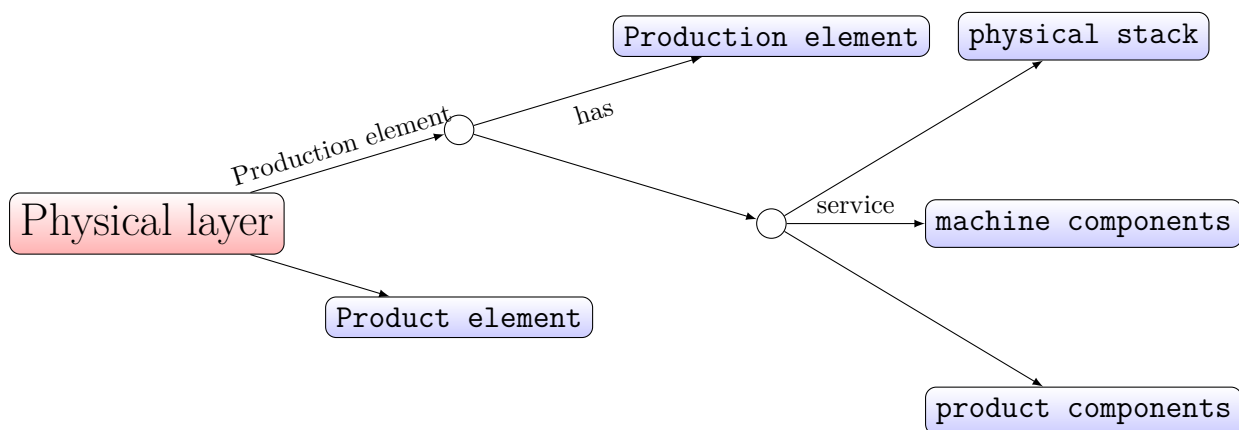 Production element
physical stack
has
Production element
Physical layer
service
machine components
Product element
product components